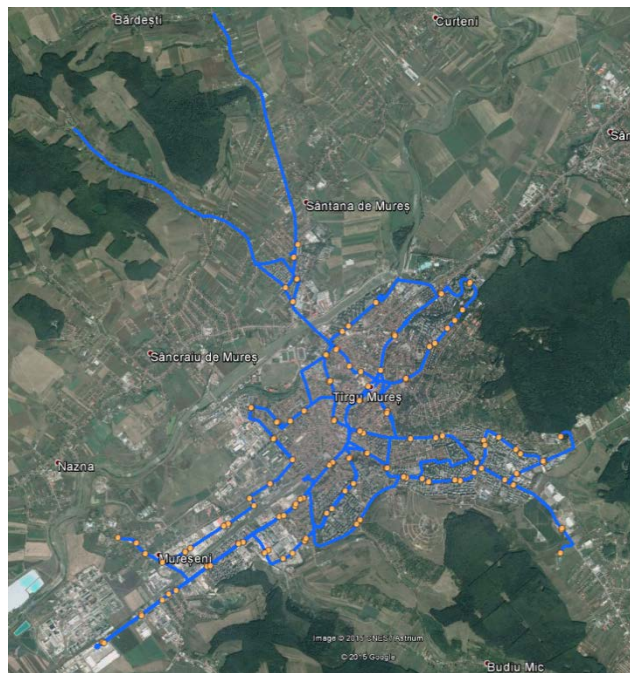 Bărdești
Curteni
Sân
Sântana de Mureș
Sâncraiu de Mureș
Tîrgu Mureș
Nazna
Mureșeni
Image © 2015 CNES / Astrium
© 2015 Google
Budiu Mic